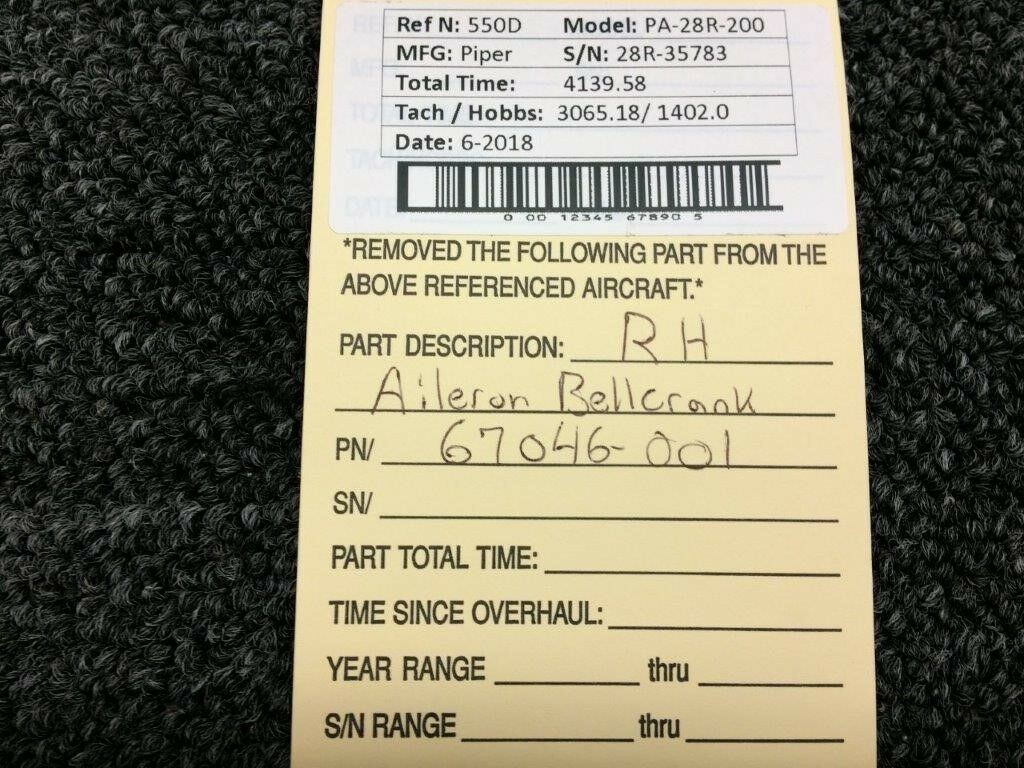 Ref N: 550D Model: PA-28R-200
MFG: Piper S/N: 28R-35783
Total Time: 4139.58
Tach / Hobbs: 3065.18/ 1402.0
Date: 6-2018
0 00 12345 67890 5
*REMOVED THE FOLLOWING PART FROM THE
ABOVE REFERENCED AIRCRAFT.*
PART DESCRIPTION: RH
Aileron Bellcrank
PN/ 67046-001
SN/
PART TOTAL TIME:
TIME SINCE OVERHAUL:
YEAR RANGE thru
S/N RANGE thru